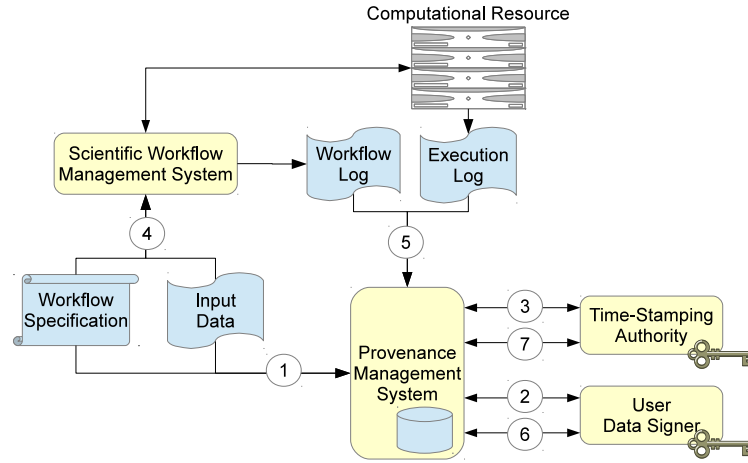 Computational Resource
Scientific Workflow
Management System
Workflow
Log
Execution
Log
4
5
Workflow
Specification
Input
Data
1
Provenance
Management
System
3
7
Time-Stamping
Authority
2
6
User
Data Signer